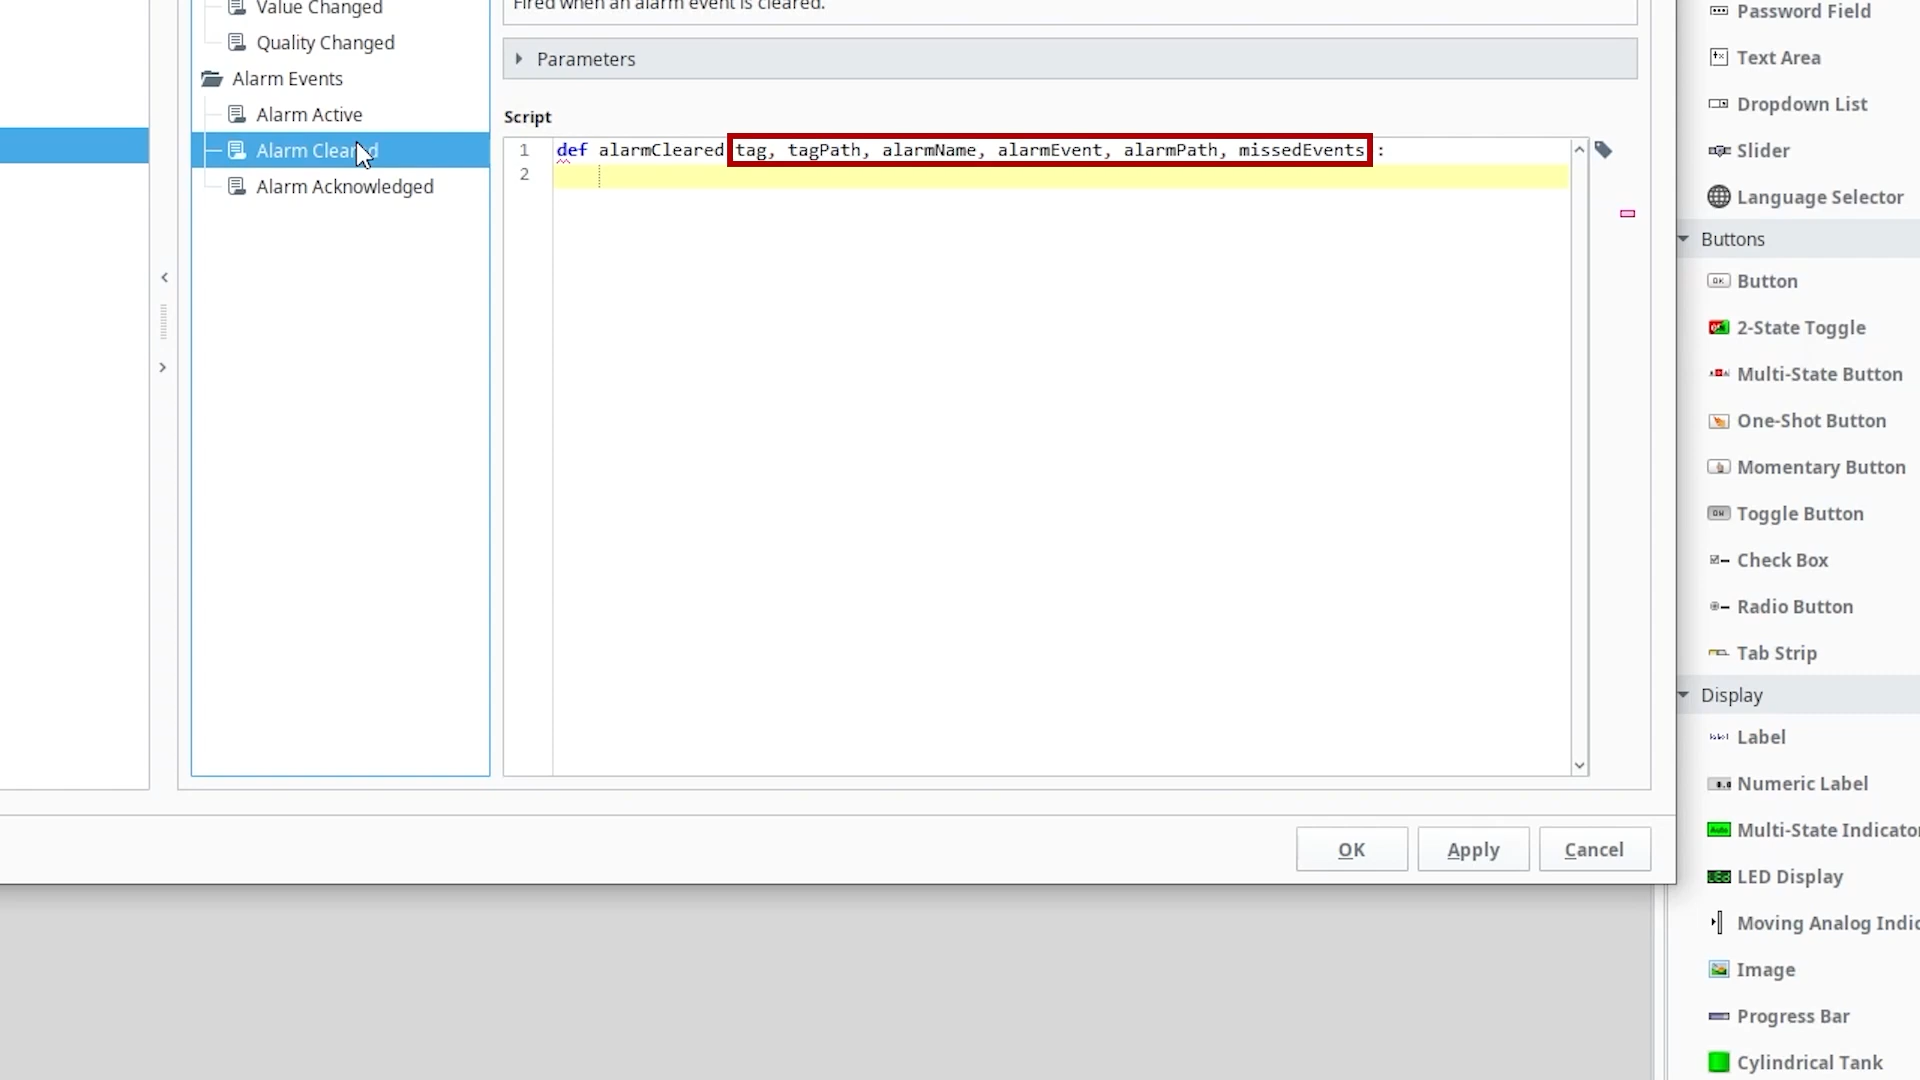 Value Changed
Quality Changed
Alarm Events
Alarm Active
Alarm Cleared
Alarm Acknowledged
Fired when an alarm event is cleared.
Parameters
Script
1 def alarmCleared tag, tagPath, alarmName, alarmEvent, alarmPath, missedEvents :
2
OK
Apply
Cancel
Password Field
Text Area
Dropdown List
Slider
Language Selector
Buttons
Button
2-State Toggle
Multi-State Button
One-Shot Button
Momentary Button
Toggle Button
Check Box
Radio Button
Tab Strip
Display
Label
Numeric Label
Multi-State Indicato
LED Display
Moving Analog Indic
Image
Progress Bar
Cylindrical Tank